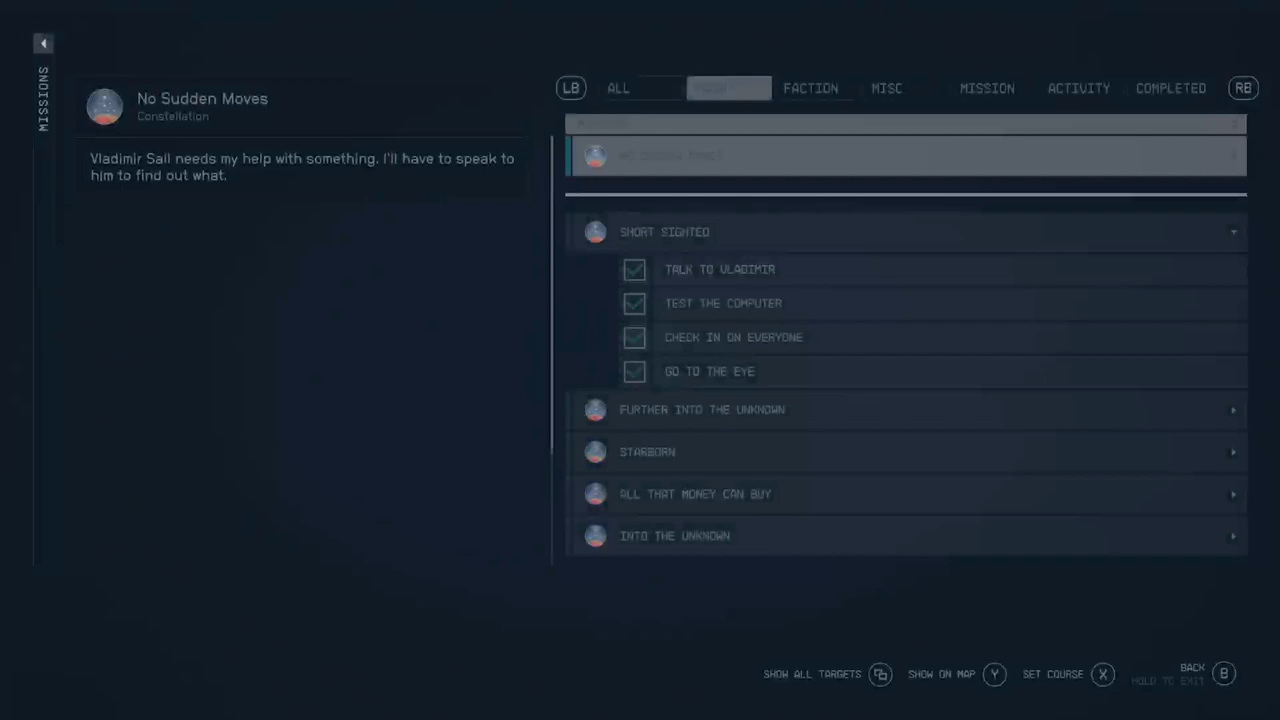 MISSIONS
No Sudden Moves
Constellation
Vladimir Sall needs my help with something. I'll have to speak to
him to find out what.
LB ALL FACTION MISC MISSION ACTIVITY COMPLETED RB
SHORT SIGHTED
TALK TO VLADIMIR
TEST THE COMPUTER
CHECK IN ON EVERYONE
GO TO THE EYE
FURTHER INTO THE UNKNOWN
STARBORN
ALL THAT MONEY CAN BUY
INTO THE UNKNOWN
SHOW ALL TARGETS SHOW ON MAP Y SET COURSE X BACK B
HOLD TO EXIT